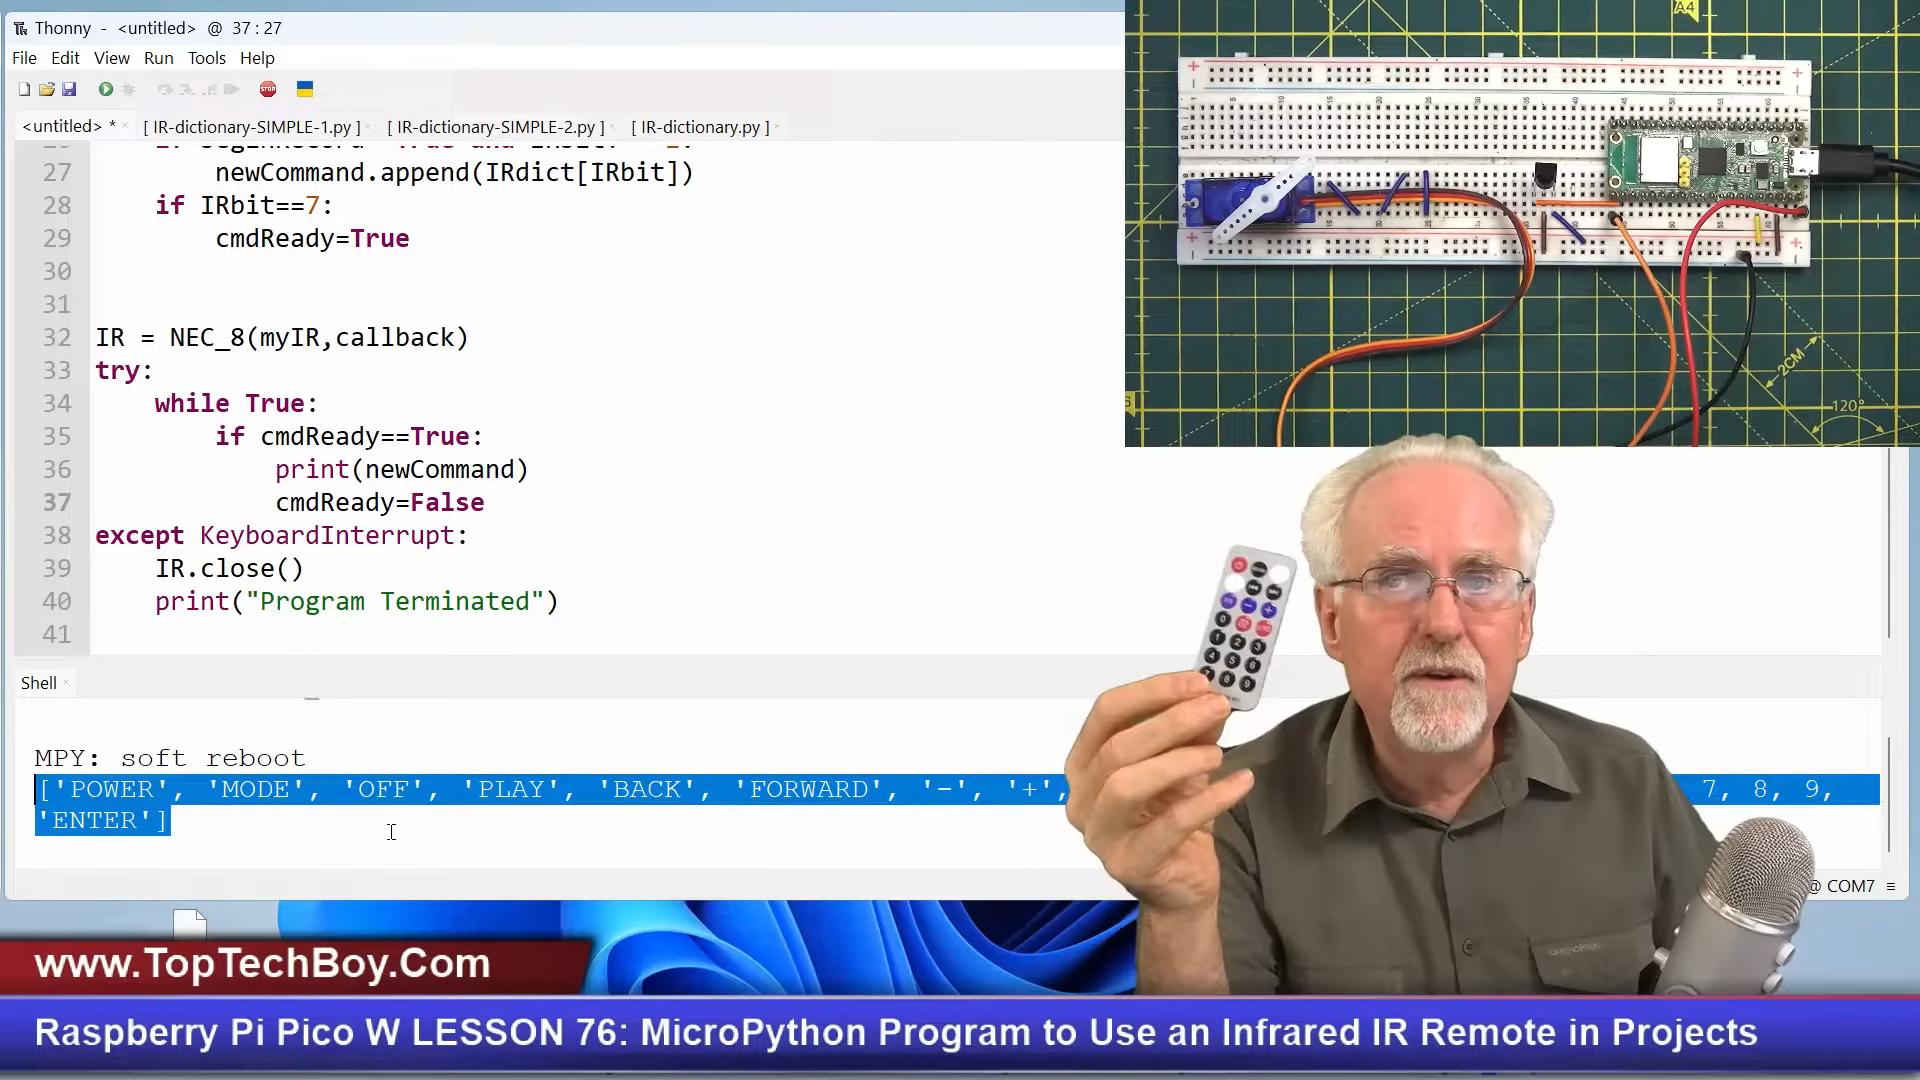 Thonny - <untitled> @ 37 : 27
File Edit View Run Tools Help
STOP
<untitled> *
[ IR-dictionary-SIMPLE-1.py ]
[ IR-dictionary-SIMPLE-2.py ]
[ IR-dictionary.py ]
27 newCommand.append(IRdict[IRbit])
28 if IRbit==7:
29 cmdReady=True
30
31
32 IR = NEC_8(myIR,callback)
33 try:
34 while True:
35 if cmdReady==True:
36 print(newCommand)
37 cmdReady=False
38 except KeyboardInterrupt:
39 IR.close()
40 print("Program Terminated")
41
Shell
MPY: soft reboot
['POWER', 'MODE', 'OFF', 'PLAY', 'BACK', 'FORWARD', '-', '+', 7, 8, 9,
'ENTER']
@ COM7 ≡
A4
2CM
120°
www.TopTechBoy.Com
Raspberry Pi Pico W LESSON 76: MicroPython Program to Use an Infrared IR Remote in Projects